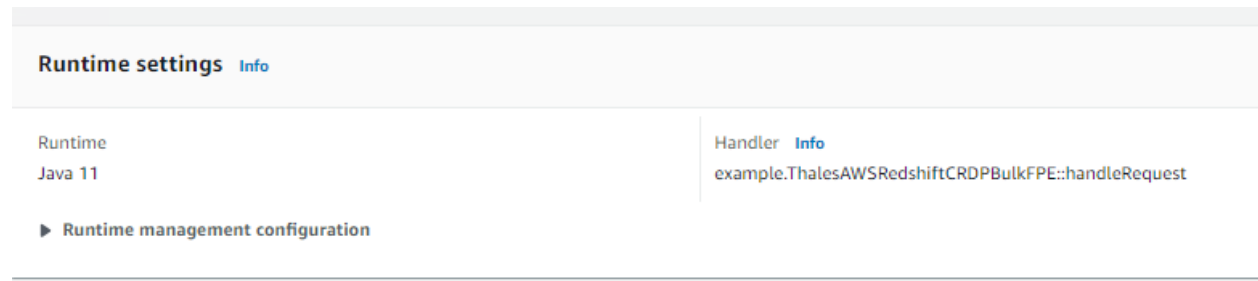 Runtime settings Info
Runtime
Java 11
Handler Info
example.ThalesAWSRedshiftCRDPBulkFPE::handleRequest
Runtime management configuration